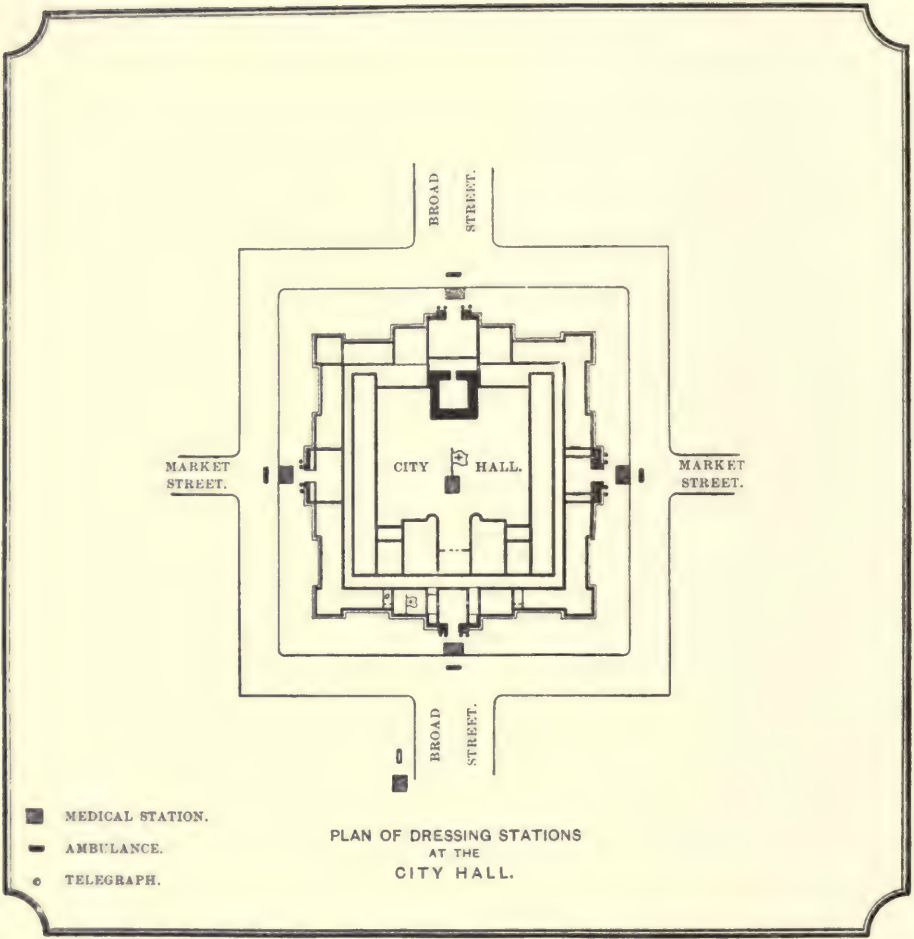 BROAD
STREET.
MARKET
STREET.
CITY HALL.
MARKET
STREET.
BROAD
STREET.
MEDICAL STATION.
AMBULANCE.
TELEGRAPH.
PLAN OF DRESSING STATIONS
AT THE
CITY HALL.